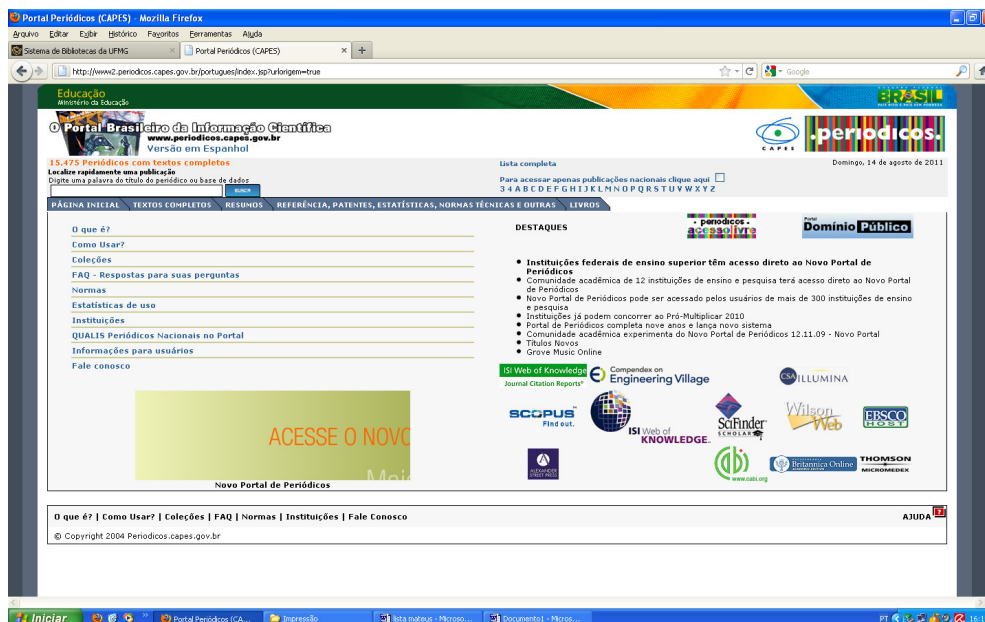 Portal Periódicos (CAPES) - Mozilla Firefox
Arquivo Editar Exibir Histórico Favoritos Ferramentas Ajuda
Sistema de Bibliotecas da UFMG
Portal Periódicos (CAPES)
http://www2.periodicos.capes.gov.br/portugues/index.jsp?urlorigem=true
Google
Educação
Ministério da Educação
BRASIL
O Portal Brasileiro da Informação Científica
www.periodicos.capes.gov.br
Versão em Espanhol
CAPES
.periodicos.
15.475 Periódicos com textos completos
Localize rapidamente uma publicação
Digite uma palavra do título do periódico ou base de dados
BUSCA
Lista completa
Domingo, 14 de agosto de 2011
Para acessar apenas publicações nacionais clique aqui
3 4 A B C D E F G H I J K L M N O P Q R S T U V W X Y Z
PÁGINA INICIAL TEXTOS COMPLETOS RESUMOS REFERÊNCIA, PATENTES, ESTATÍSTICAS, NORMAS TÉCNICAS E OUTRAS LIVROS
O que é?
Como Usar?
Coleções
FAQ - Respostas para suas perguntas
Normas
Estatísticas de uso
Instituições
QUALIS Periódicos Nacionais no Portal
Informações para usuários
Fale conosco
ACESSE O NOVO
Novo Portal de Periódicos
DESTAQUES
. periodicos .
acessolivre
Portal
Domínio Público
Instituições federais de ensino superior têm acesso direto ao Novo Portal de
Periódicos
Comunidade acadêmica de 12 instituições de ensino e pesquisa terá acesso direto ao Novo Portal
de Periódicos
Novo Portal de Periódicos pode ser acessado pelos usuários de mais de 300 instituições de ensino
e pesquisa
Instituições já podem concorrer ao Pró-Multiplicar 2010
Portal de Periódicos completa nove anos e lança novo sistema
Comunidade acadêmica experimenta do Novo Portal de Periódicos 12.11.09 - Novo Portal
Títulos Novos
Grove Music Online
ISI Web of Knowledge
Journal Citation Reports®
Compendex on
Engineering Village
CSA ILLUMINA
SCOPUS
Find out.
ISI Web of
KNOWLEDGE.
SciFinder
SCHOLAR
Wilson
Web
EBSCO
HOST
ALEXANDER
STREET PRESS
cabi
www.cabi.org
Britannica Online
THOMSON
MICROMEDEX
O que é? | Como Usar? | Coleções | FAQ | Normas | Instituições | Fale Conosco
AJUDA ?
© Copyright 2004 Periodicos.capes.gov.br
Iniciar
Portal Periódicos (CA...
Impressão
lista mateus - Microso...
Documento1 - Micros...
PT